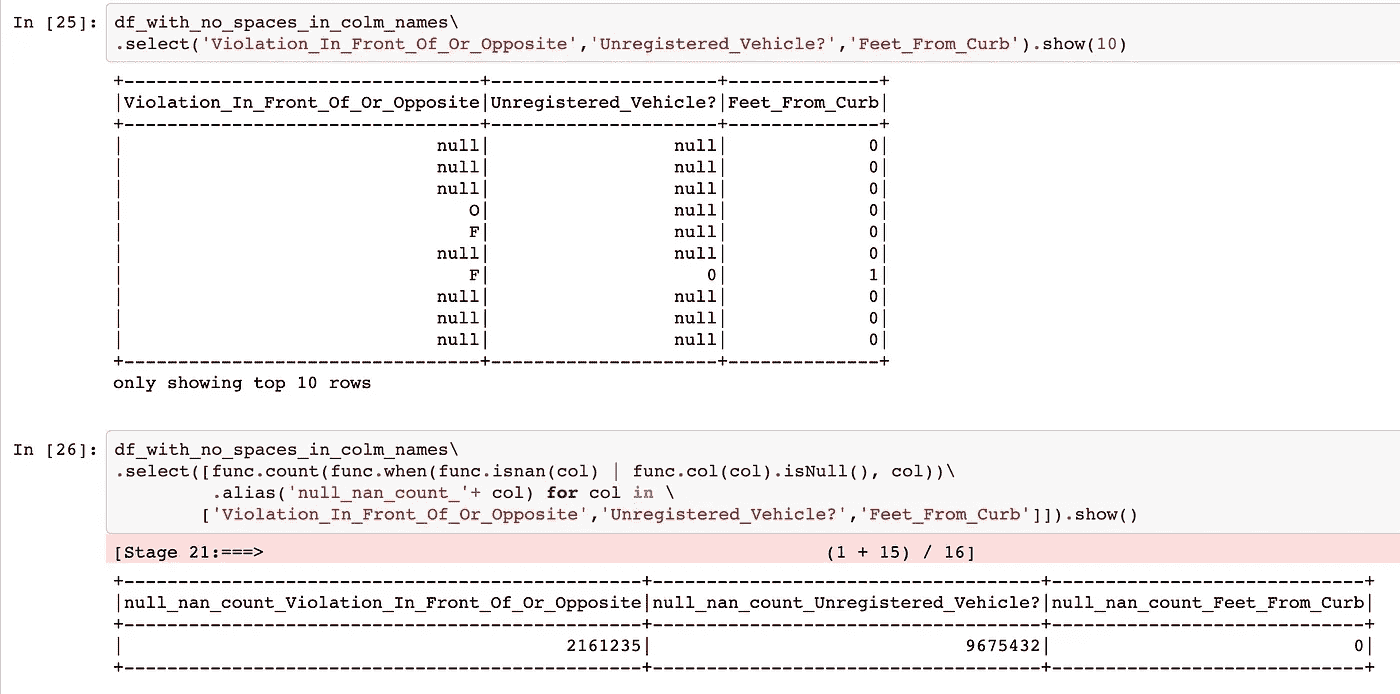 In [25]: df_with_no_spaces_in_colm_names\
.select('Violation_In_Front_Of_Or_Opposite','Unregistered_Vehicle?','Feet_From_Curb').show(10)
+---------------------------------+---------------------+--------------+
|Violation_In_Front_Of_Or_Opposite|Unregistered_Vehicle?|Feet_From_Curb|
+---------------------------------+---------------------+--------------+
|                             null|                 null|             0|
|                             null|                 null|             0|
|                             null|                 null|             0|
|                                O|                 null|             0|
|                                F|                 null|             0|
|                             null|                 null|             0|
|                                F|                    0|             1|
|                             null|                 null|             0|
|                             null|                 null|             0|
|                             null|                 null|             0|
+---------------------------------+---------------------+--------------+
only showing top 10 rows
In [26]: df_with_no_spaces_in_colm_names\
.select([func.count(func.when(func.isnan(col) | func.col(col).isNull(), col))\
.alias('null_nan_count_'+ col) for col in \
['Violation_In_Front_Of_Or_Opposite','Unregistered_Vehicle?','Feet_From_Curb']]).show()
[Stage 21:===>                                                    (1 + 15) / 16]
+------------------------------------------------+------------------------------------+-----------------------------+
|null_nan_count_Violation_In_Front_Of_Or_Opposite|null_nan_count_Unregistered_Vehicle?|null_nan_count_Feet_From_Curb|
+------------------------------------------------+------------------------------------+-----------------------------+
|                                         2161235|                             9675432|                            0|
+------------------------------------------------+------------------------------------+-----------------------------+